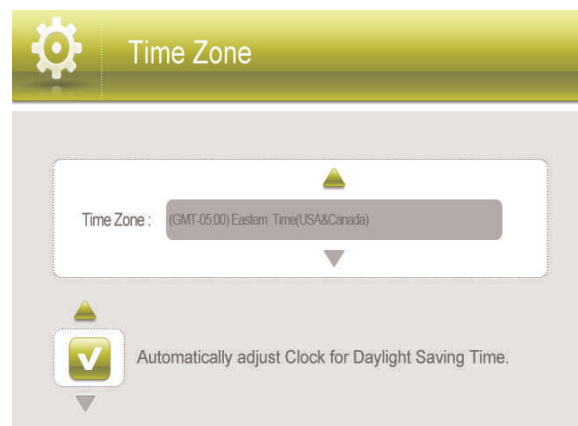 Time Zone
Time Zone :
(GMT-05:00) Eastern Time(USA&Canada)
Automatically adjust Clock for Daylight Saving Time.